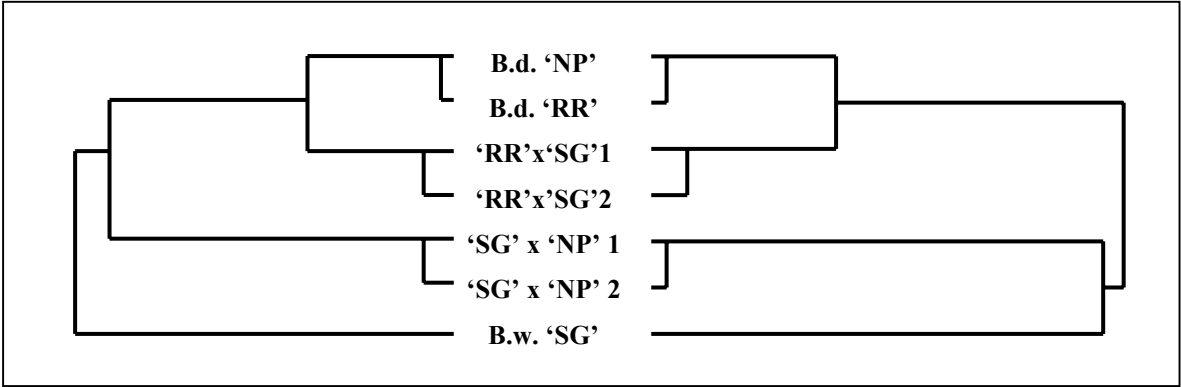 B.d. ‘NP’
B.d. ‘RR’
‘RR’x‘SG’1
‘RR’x’SG’2
‘SG’ x ‘NP’ 1
‘SG’ x ‘NP’ 2
B.w. ‘SG’